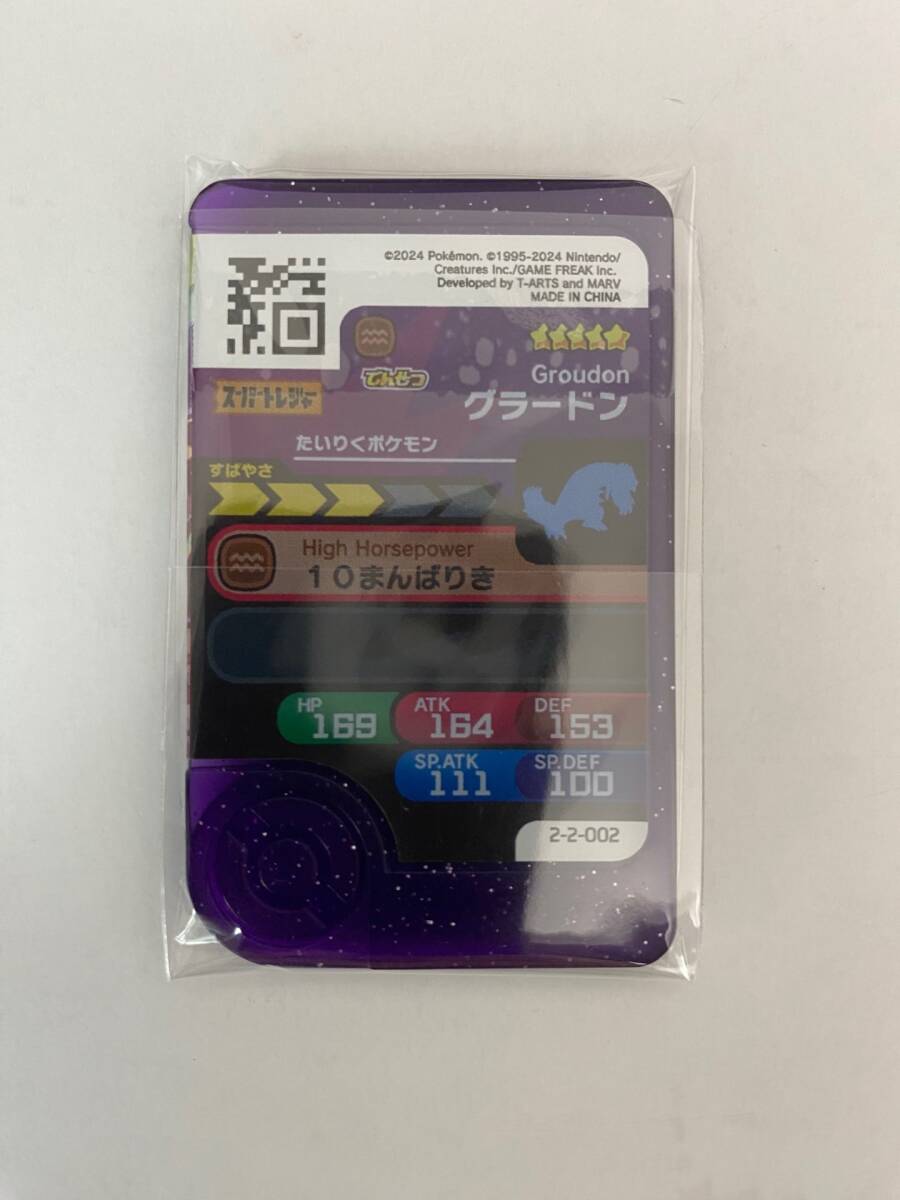 ©2024 Pokémon. ©1995-2024 Nintendo/
Creatures Inc./GAME FREAK inc.
Developed by T-ARTS and MARV
MADE IN CHINA
でんせつ
Groudon
スーパートレジャー
グラードン
たいりくポケモン
すばやさ
High Horsepower
10まんばりき
HP
169
ATK
164
DEF
153
SP.ATK
111
SP.DEF
100
2-2-002